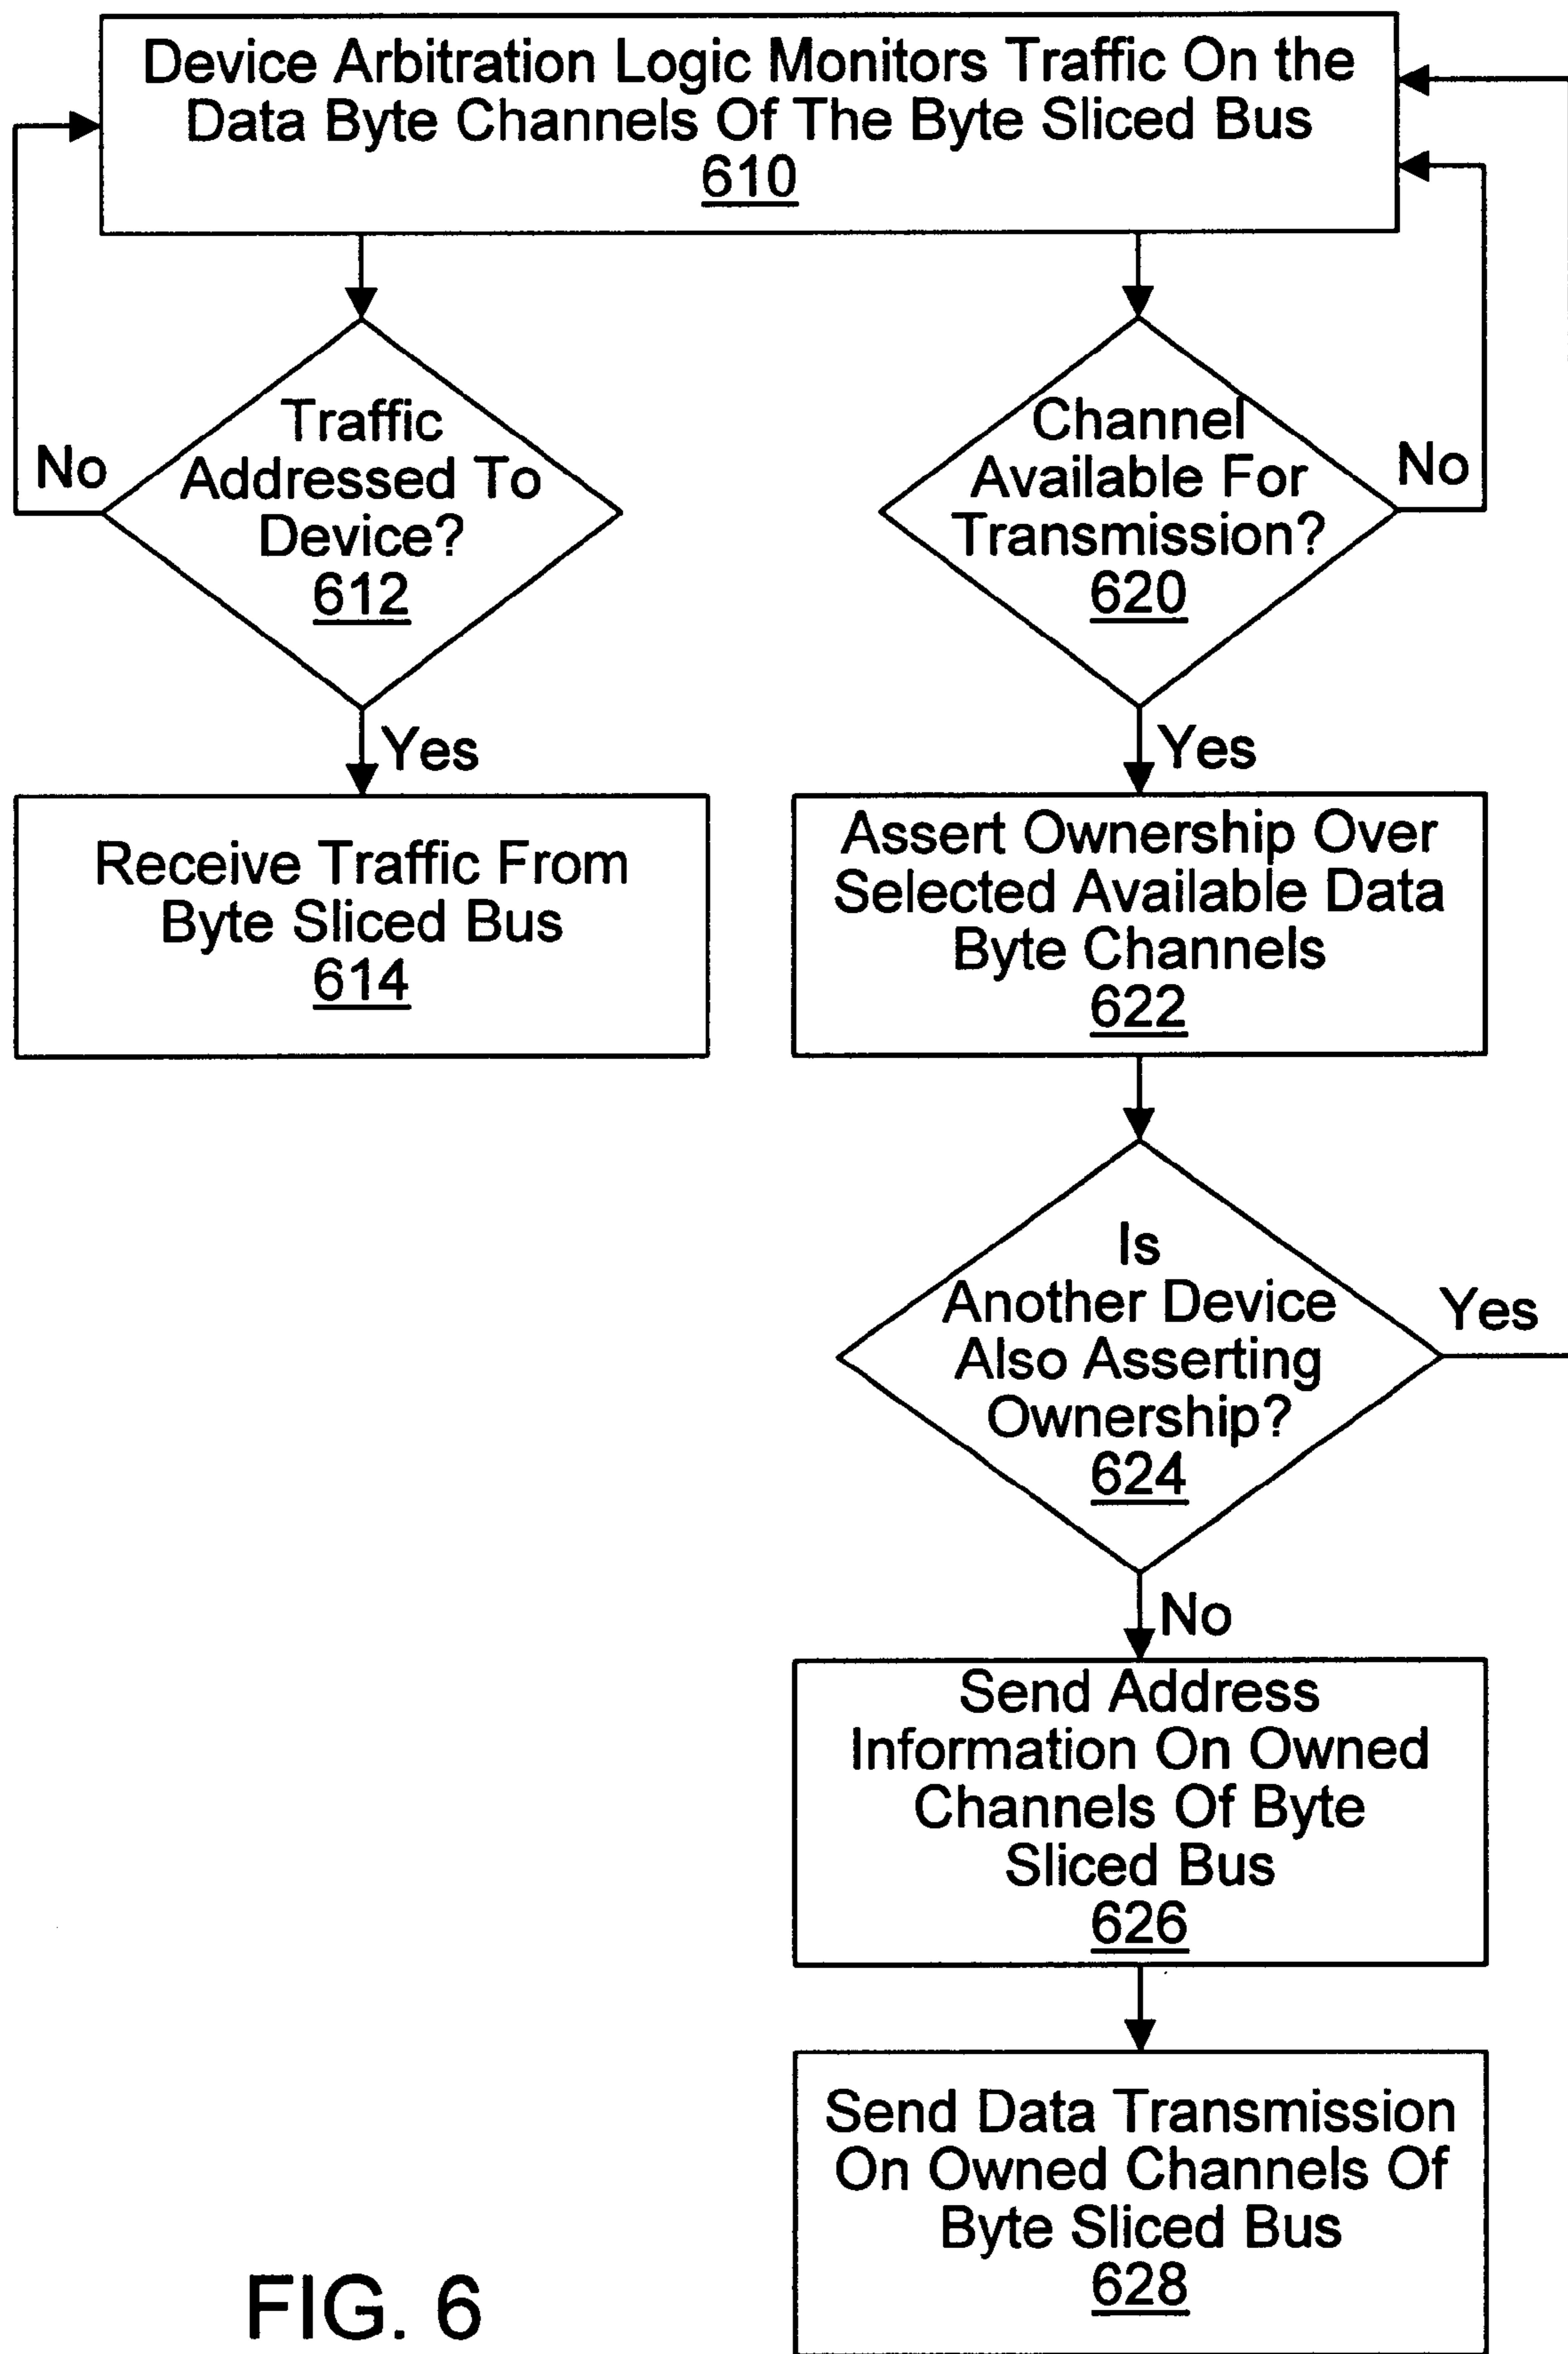 Device Arbitration Logic Monitors Traffic On the
Data Byte Channels Of The Byte Sliced Bus
610
Traffic
Addressed To
Device?
612
No
Yes
Receive Traffic From
Byte Sliced Bus
614
Channel
Available For
Transmission?
620
No
Yes
Assert Ownership Over
Selected Available Data
Byte Channels
622
Is
Another Device
Also Asserting
Ownership?
624
Yes
No
Send Address
Information On Owned
Channels Of Byte
Sliced Bus
626
Send Data Transmission
On Owned Channels Of
Byte Sliced Bus
628
FIG. 6